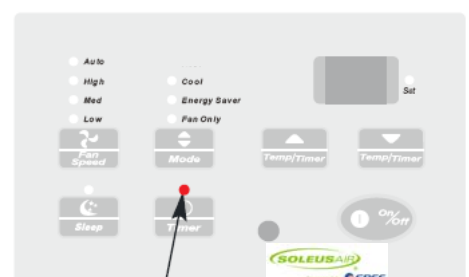 Auto
High
Cool
Med
Energy Saver
Low
Fan Only
Set
Fan
Speed
Mode
Temp/Timer
Temp/Timer
Sleep
Timer
On/Off
SOLEUSAIR
GREE